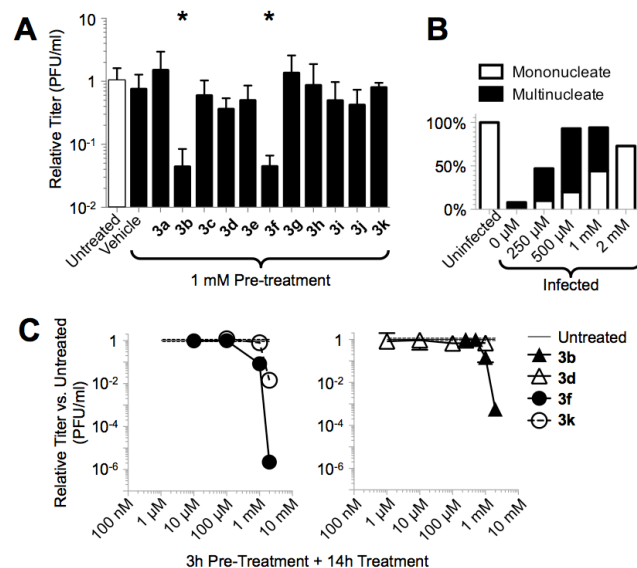 A
*
*
Relative Titer (PFU/ml)
10
1
10-1
10-2
Untreated
Vehicle
3a
3b
3c
3d
3e
3f
3g
3h
3i
3j
3k
1 mM Pre-treatment
B
Mononucleate
Multinucleate
100%
50%
0%
Uninfected
0 µM
250 µM
500 µM
1 mM
2 mM
Infected
C
Relative Titer vs. Untreated
(PFU/ml)
1
10-2
10-4
10-6
100 nM
1 µM
10 µM
100 µM
1 mM
10 mM
1
10-2
10-4
10-6
100 nM
1 µM
10 µM
100 µM
1 mM
10 mM
Untreated
3b
3d
3f
3k
3h Pre-Treatment + 14h Treatment